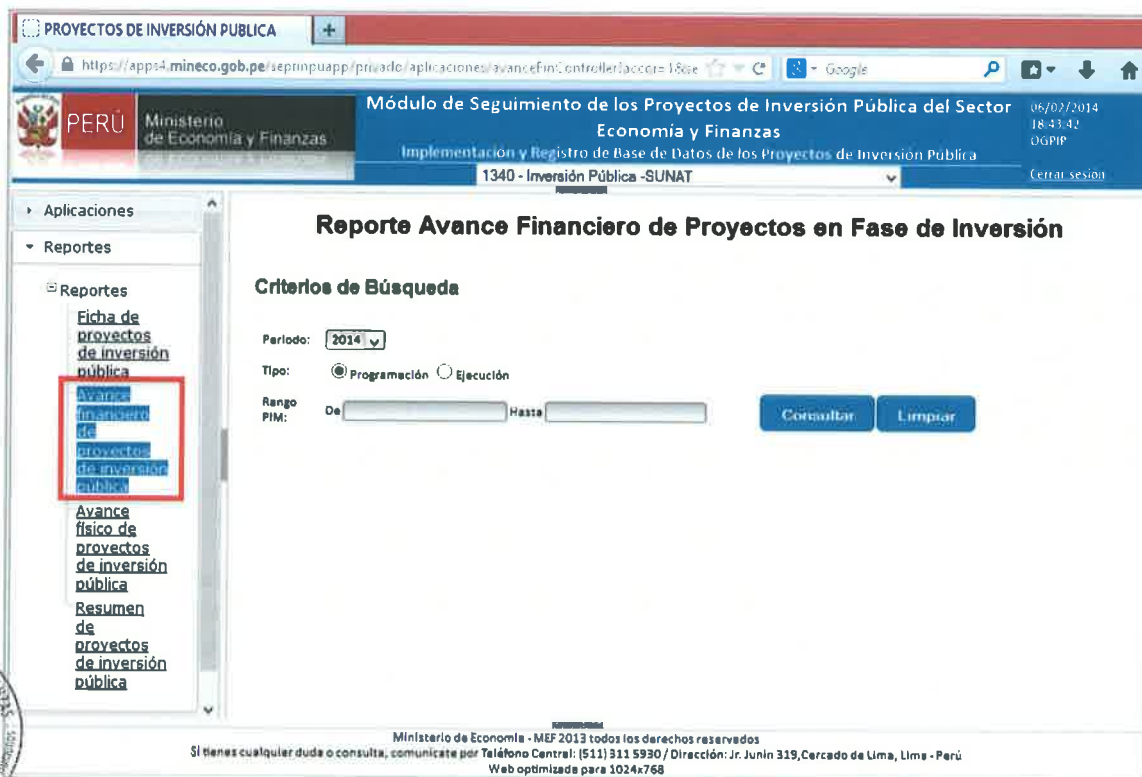 PROYECTOS DE INVERSIÓN PUBLICA
https://apps4.mineco.gob.pe/seprinpuapp/privado/aplicaciones/avanceFinController?accion=18&e
Google
PERÚ
Ministerio
de Economía y Finanzas
Módulo de Seguimiento de los Proyectos de Inversión Pública del Sector
Economía y Finanzas
Implementación y Registro de Base de Datos de los Proyectos de Inversión Pública
1340 - Inversión Pública -SUNAT
06/02/2014
18:43:42
OGPIP
Cerrar sesión
Aplicaciones
Reportes
Reportes
Ficha de
proyectos
de inversión
pública
Avance
financiero
de
proyectos
de inversión
pública
Avance
físico de
proyectos
de inversión
pública
Resumen
de
proyectos
de inversión
pública
Reporte Avance Financiero de Proyectos en Fase de Inversión
Criterios de Búsqueda
Periodo: 2014
Tipo: Programación Ejecución
Rango
PIM: De Hasta
Consultar Limpiar
Ministerio de Economía - MEF 2013 todos los derechos reservados
Si tienes cualquier duda o consulta, comunicate por Teléfono Central: (511) 311 5930 / Dirección: Jr. Junin 319,Cercado de Lima, Lima - Perú
Web optimizada para 1024x768